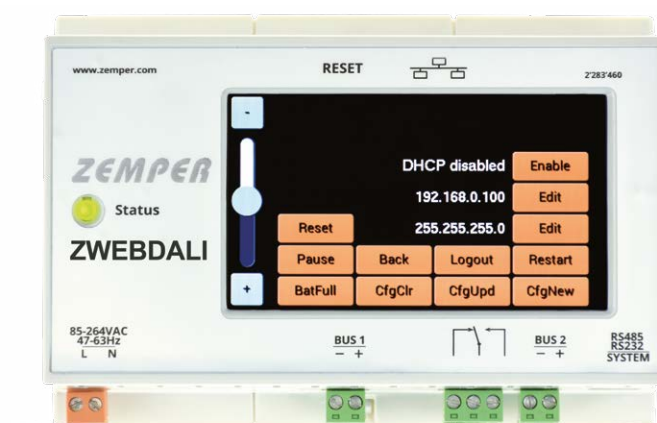 www.zemper.com
RESET
2'283'460
ZEMPER
Status
ZWEBDALI
-
DHCP disabled Enable
192.168.0.100 Edit
Reset 255.255.255.0 Edit
Pause Back Logout Restart
+ BatFull CfgClr CfgUpd CfgNew
85-264VAC
47-63Hz
L N
BUS 1
- +
BUS 2
- +
RS485
RS232
SYSTEM